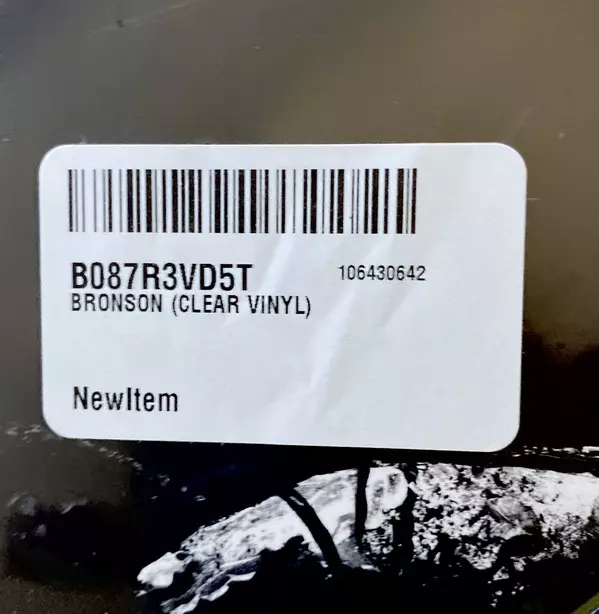 B087R3VD5T 106430642
BRONSON (CLEAR VINYL)
NewItem